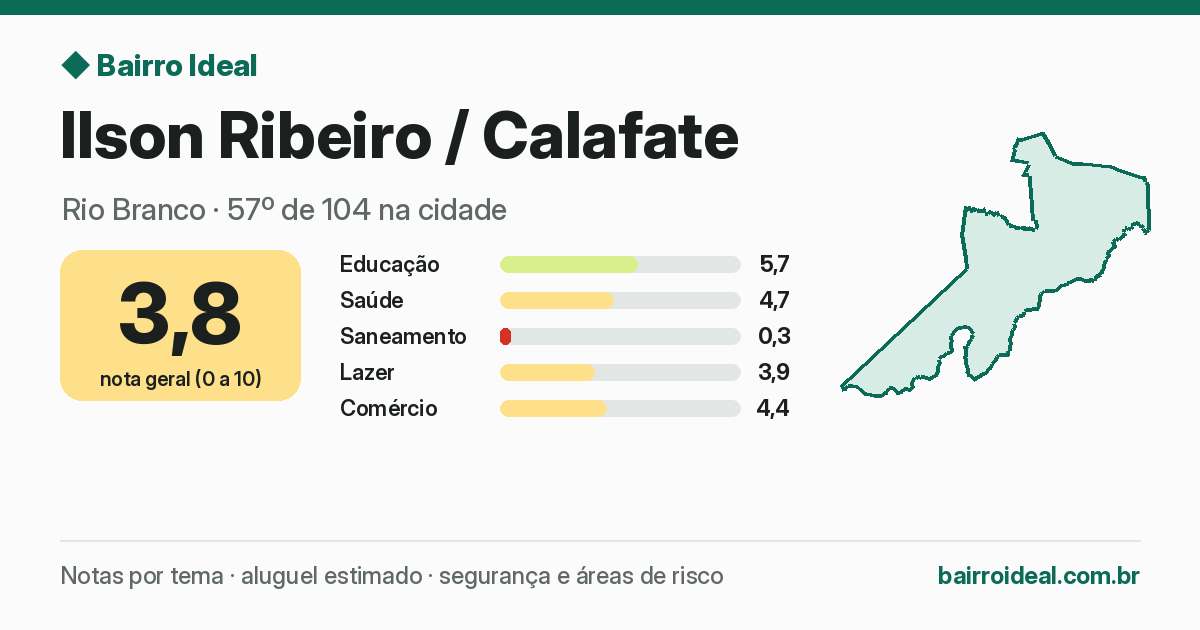 Bairro Ideal
Ilson Ribeiro / Calafate
Rio Branco · 57º de 104 na cidade
3,8
nota geral (0 a 10)
Educação 5,7
Saúde 4,7
Saneamento 0,3
Lazer 3,9
Comércio 4,4
Notas por tema · aluguel estimado · segurança e áreas de risco
bairroideal.com.br